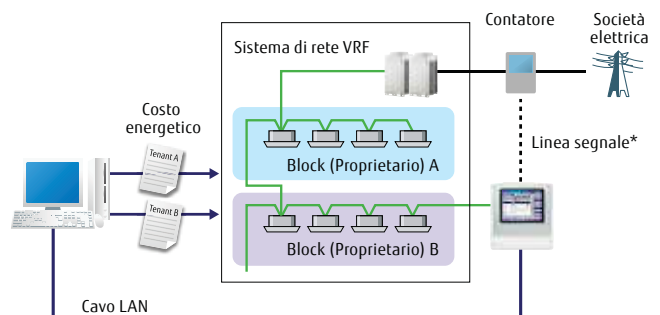 Contatore
Società
elettrica
Sistema di rete VRF
Costo
energetico
Tenant A
Tenant B
Block (Proprietario) A
Block (Proprietario) B
Linea segnale*
Cavo LAN